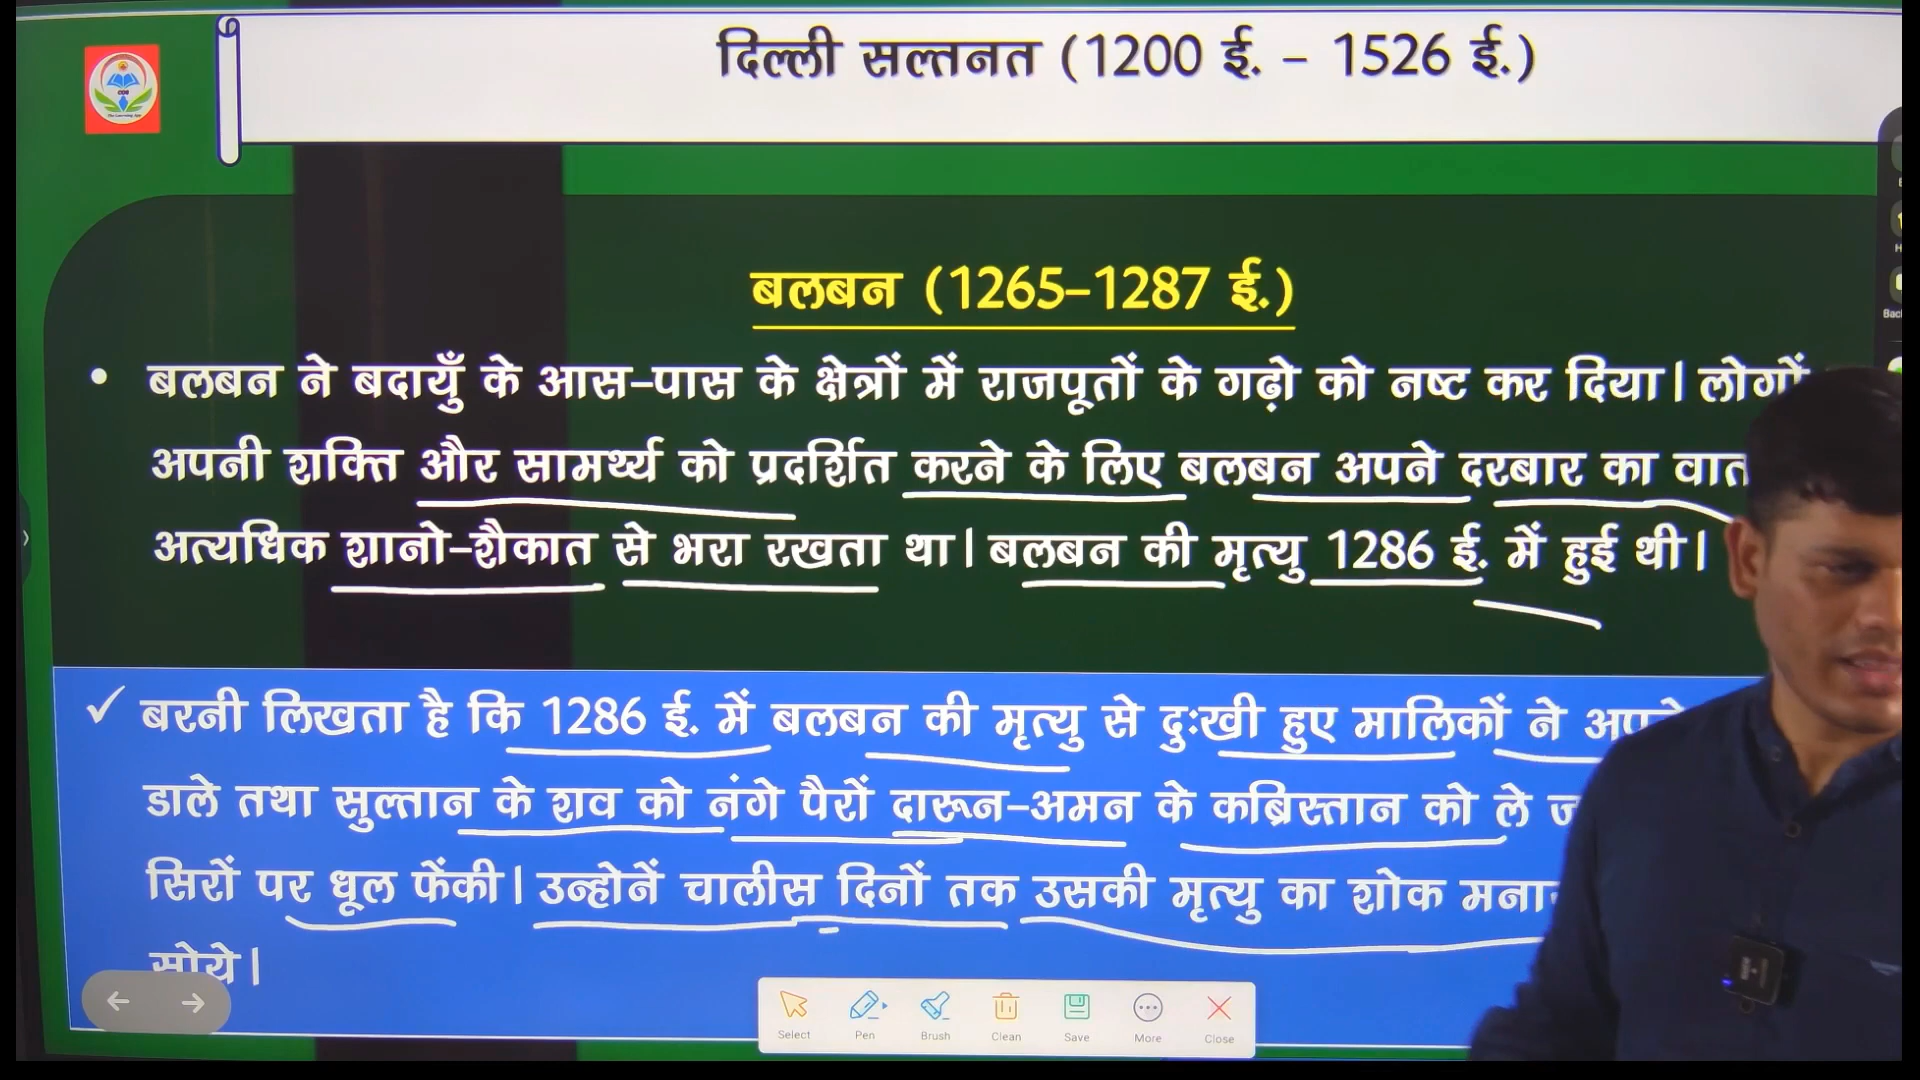 दिल्ली सल्तनत (1200 ई. – 1526 ई.)
बलबन (1265–1287 ई.)
• बलबन ने बदायुँ के आस-पास के क्षेत्रों में राजपूतों के गढ़ो को नष्ट कर दिया। लोगों
अपनी शक्ति और सामर्थ्य को प्रदर्शित करने के लिए बलबन अपने दरबार का
अत्यधिक शानो-शैकात से भरा रखता था। बलबन की मृत्यु 1286 ई. में हुई थी।
✓ बरनी लिखता है कि 1286 ई. में बलबन की मृत्यु से दुःखी हुए मालिकों ने
डाले तथा सुल्तान के शव को नंगे पैरों दारून-अमन के कब्रिस्तान को ले
सिरों पर धूल फेंकी। उन्होनें चालीस दिनों तक उसकी मृत्यु का शोक
सोये।
Select Pen Brush Clean Save More Close